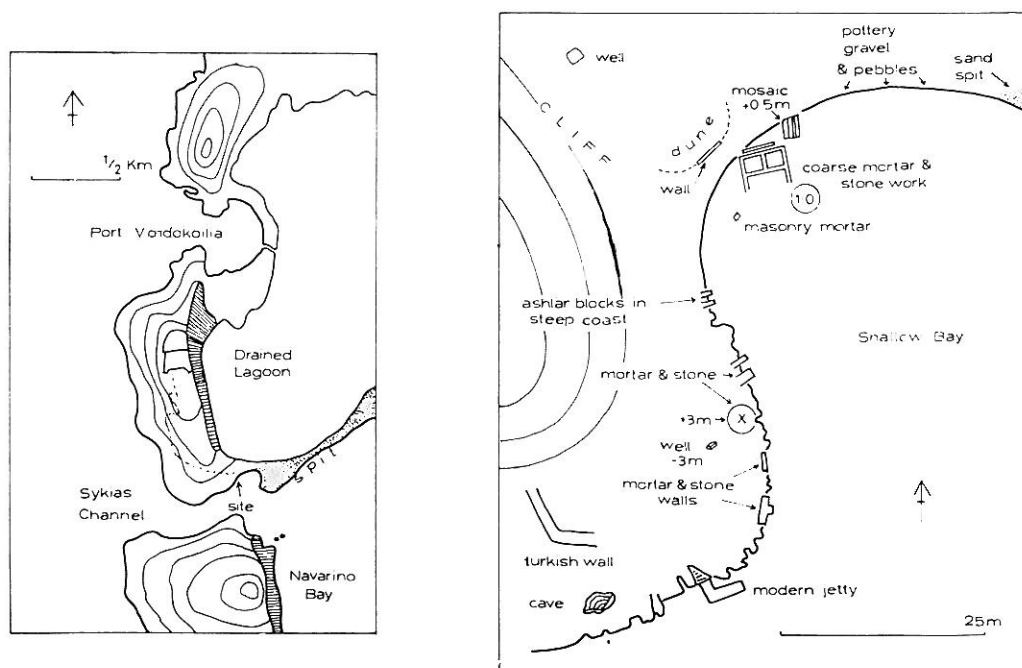 ½ Km
Port Voidokoilia
Drained
Lagoon
Spit
Sykias
Channel
site
Navarino
Bay
well
pottery
gravel
& pebbles
sand
spit
mosaic
+0.5m
CLIFF
dune
wall
coarse mortar &
stone work
1.0
masonry mortar
ashlar blocks in
steep coast
Shallow Bay
mortar & stone
+3m
X
well
-3m
mortar & stone
walls
turkish wall
cave
modern jetty
25m